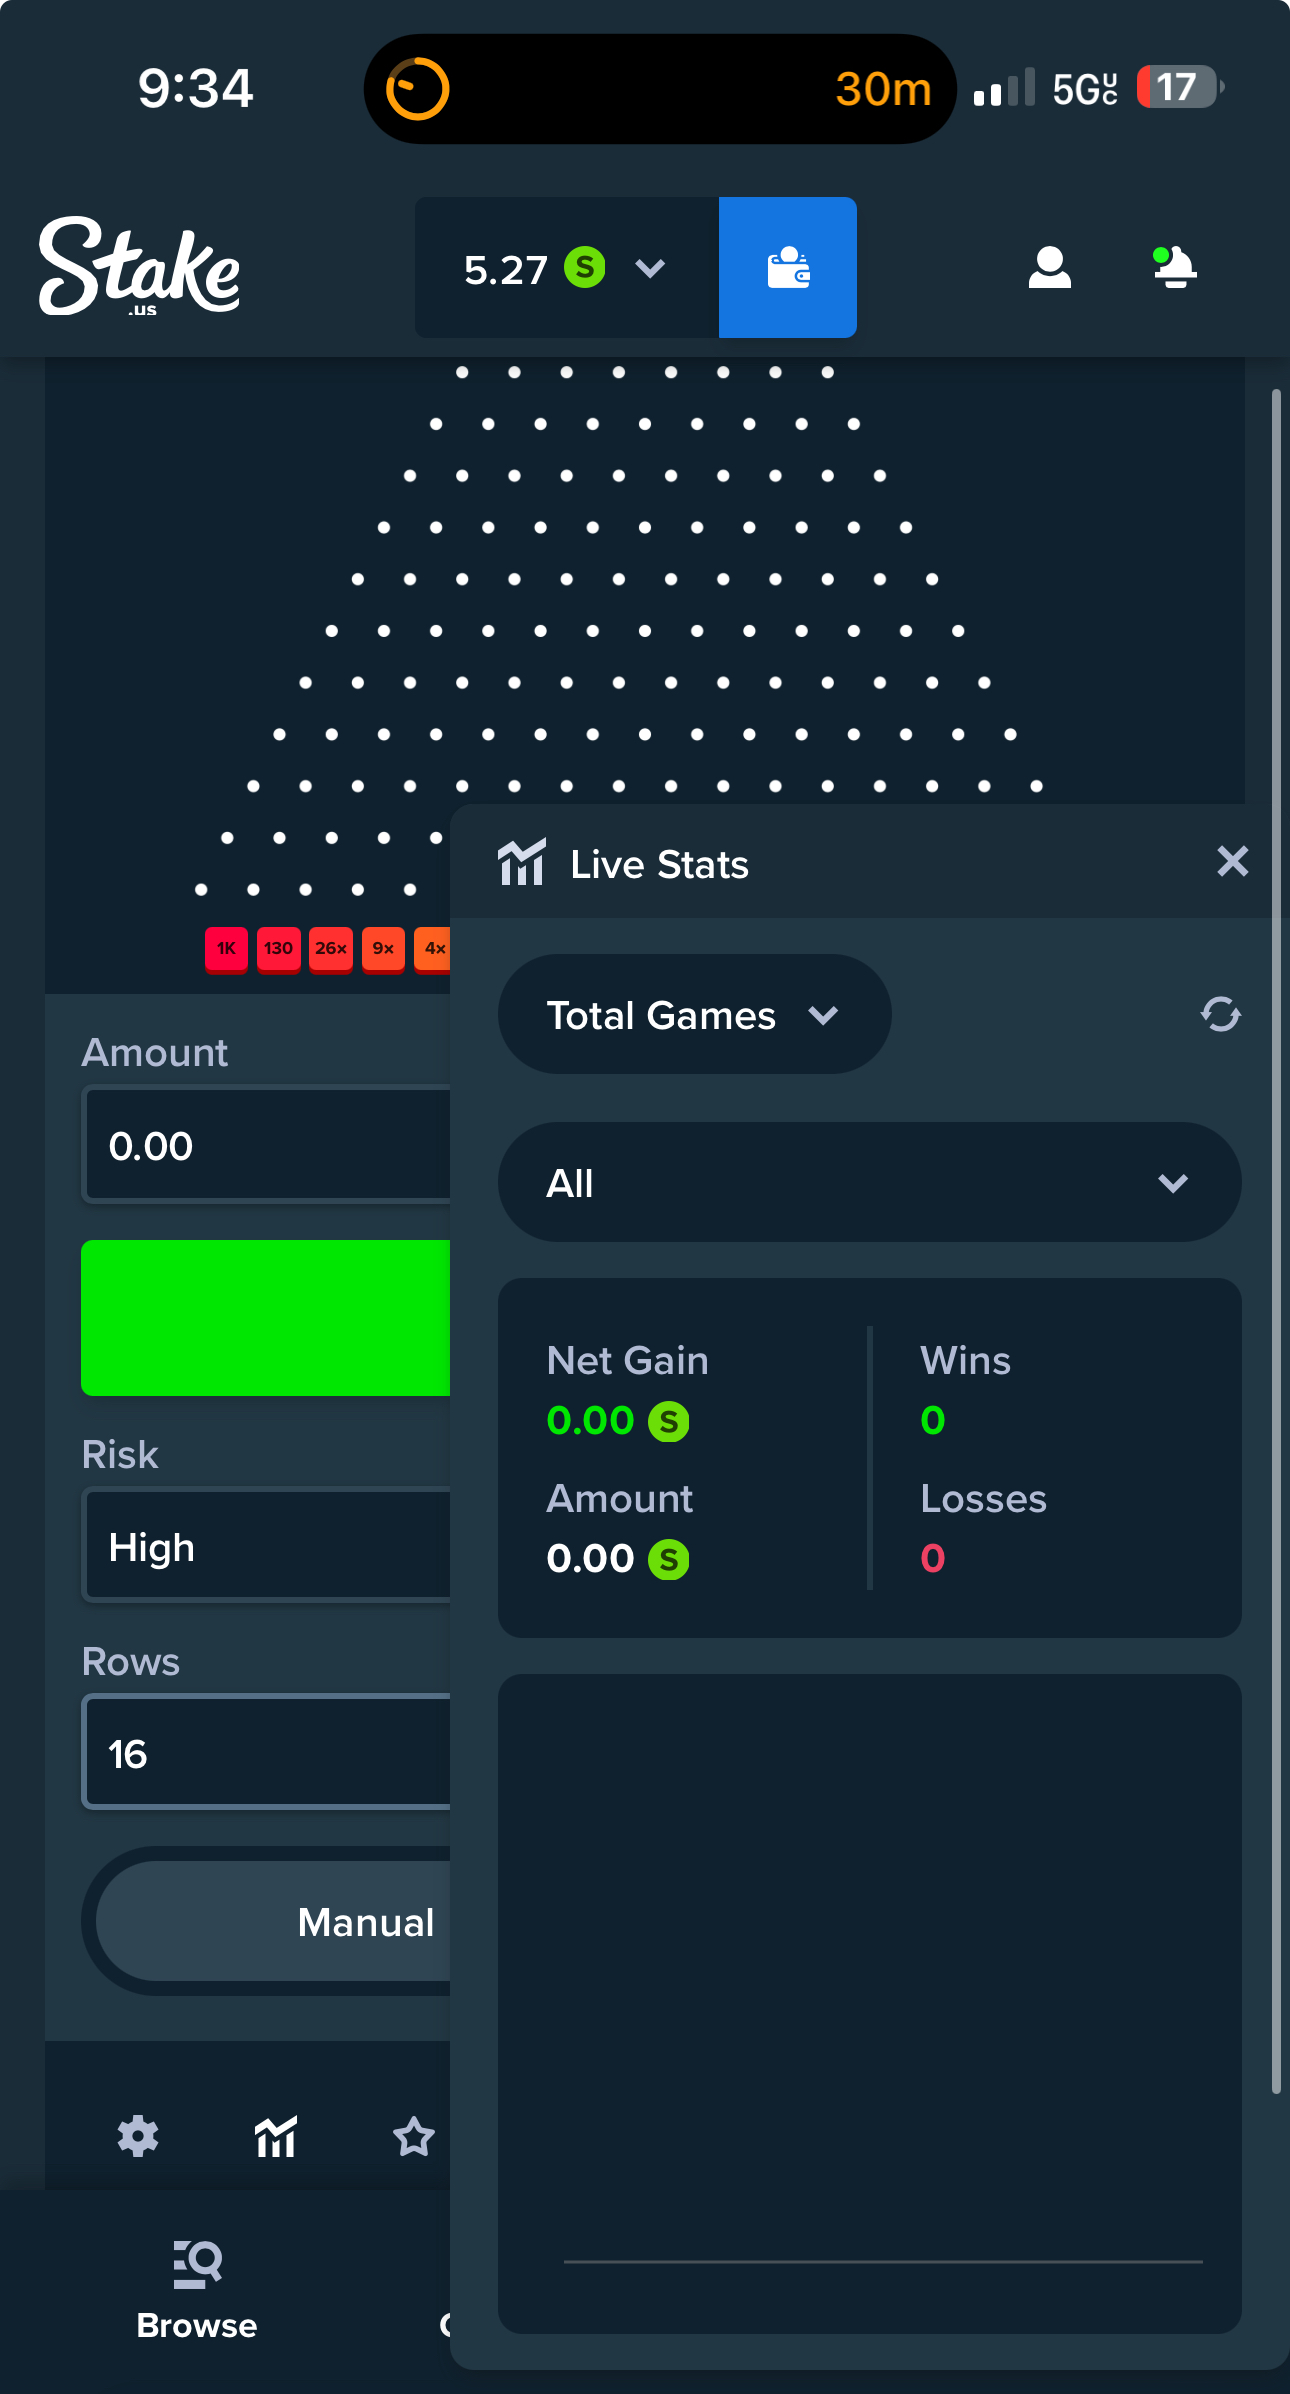 9:34
30m
5G UC
17
Stake
.us
5.27 S
1K 130 26× 9× 4×
Live Stats
Total Games
All
Net Gain
0.00 S
Wins
0
Amount
0.00 S
Losses
0
Amount
0.00
Risk
High
Rows
16
Manual
Browse